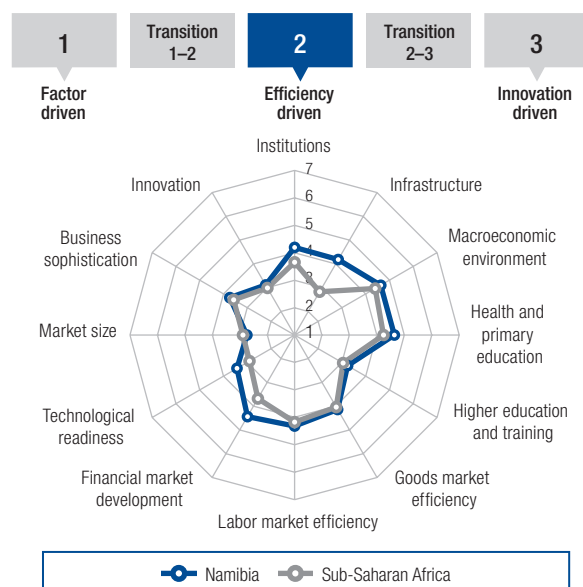 1
Transition
1–2
2
Transition
2–3
3
Factor
driven
Efficiency
driven
Innovation
driven
Institutions
7
Innovation
6
Infrastructure
5
Business
sophistication
4
Macroeconomic
environment
3
2
Market size
1
Health and
primary
education
Technological
readiness
Higher education
and training
Financial market
development
Goods market
efficiency
Labor market efficiency
Namibia
Sub-Saharan Africa